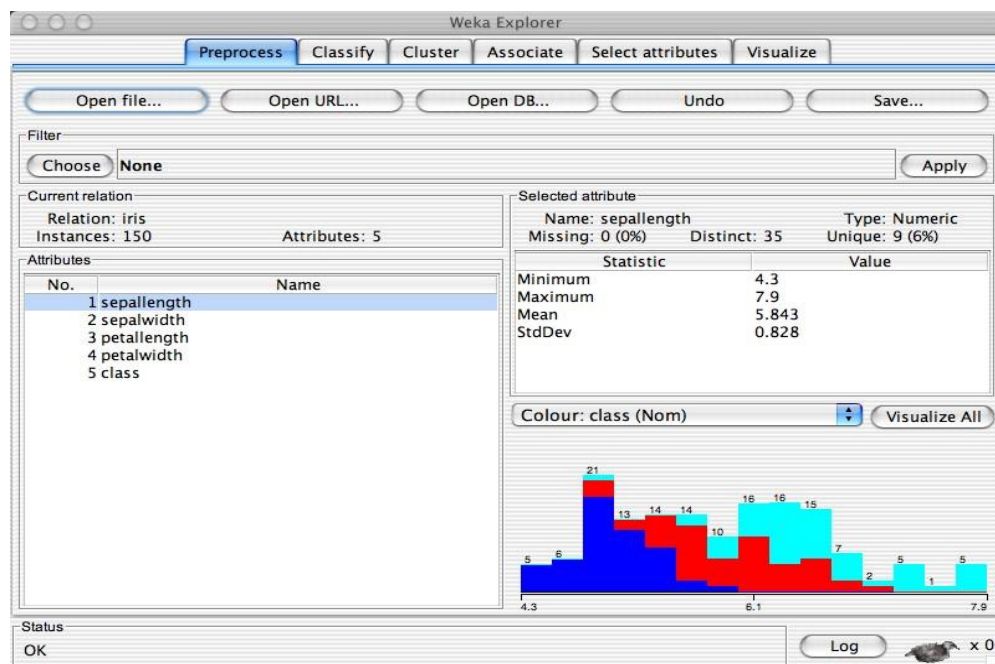 Weka Explorer
Preprocess Classify Cluster Associate Select attributes Visualize
Open file... Open URL... Open DB... Undo Save...
Filter
Choose None Apply
Current relation
Relation: iris
Instances: 150 Attributes: 5
Attributes
No. Name
1 sepallength
2 sepalwidth
3 petallength
4 petalwidth
5 class
Selected attribute
Name: sepallength Type: Numeric
Missing: 0 (0%) Distinct: 35 Unique: 9 (6%)
Statistic Value
Minimum 4.3
Maximum 7.9
Mean 5.843
StdDev 0.828
Colour: class (Nom) Visualize All
5 6 21 13 14 14 10 16 16 15 7 2 5 1 5
4.3 6.1 7.9
Status
OK Log x 0